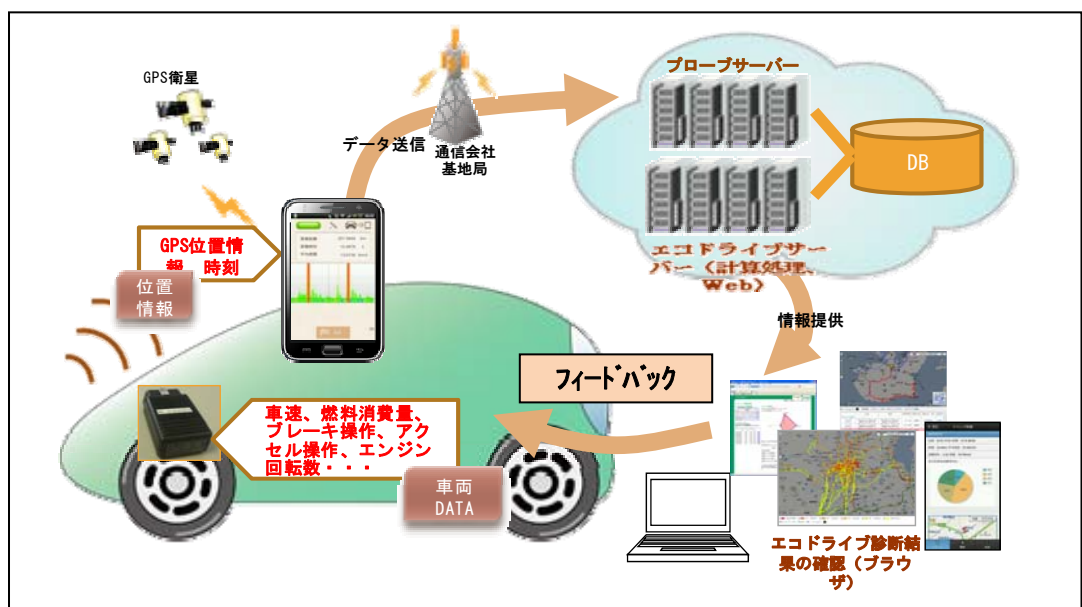 GPS衛星
データ送信
通信会社
基地局
プローブサーバー
DB
エコドライブサー
バー（計算処理、
Web）
GPS位置情
報、時刻
位置
情報
情報提供
フィードバック
車速、燃料消費量、
ブレーキ操作、アク
セル操作、エンジン
回転数・・・
車両
DATA
エコドライブ診断結
果の確認（ブラウ
ザ）